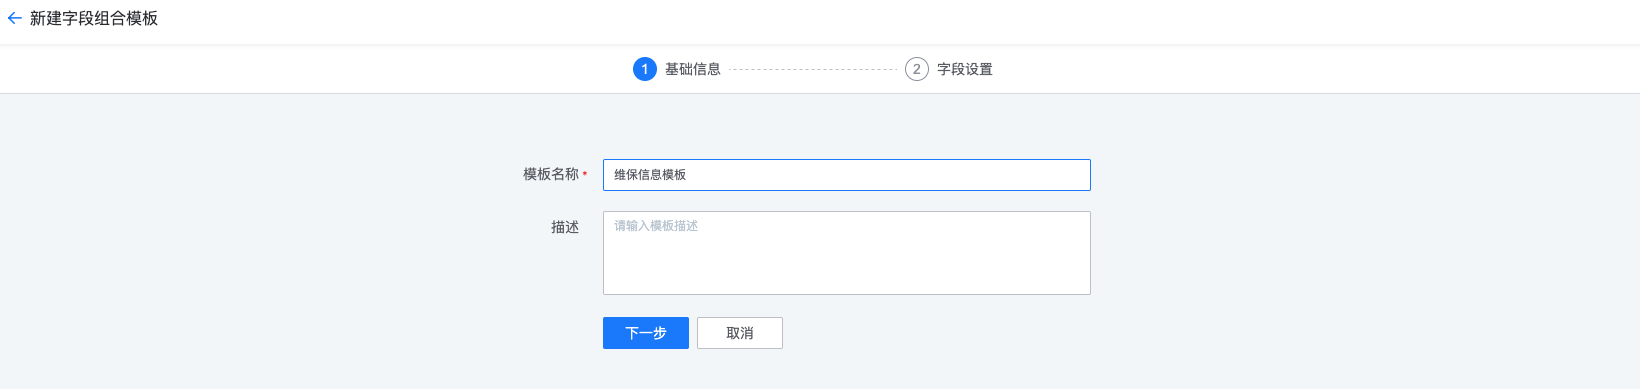 新建字段组合模板
1 基础信息 2 字段设置
模板名称 * 维保信息模板
描述 请输入模板描述
下一步 取消